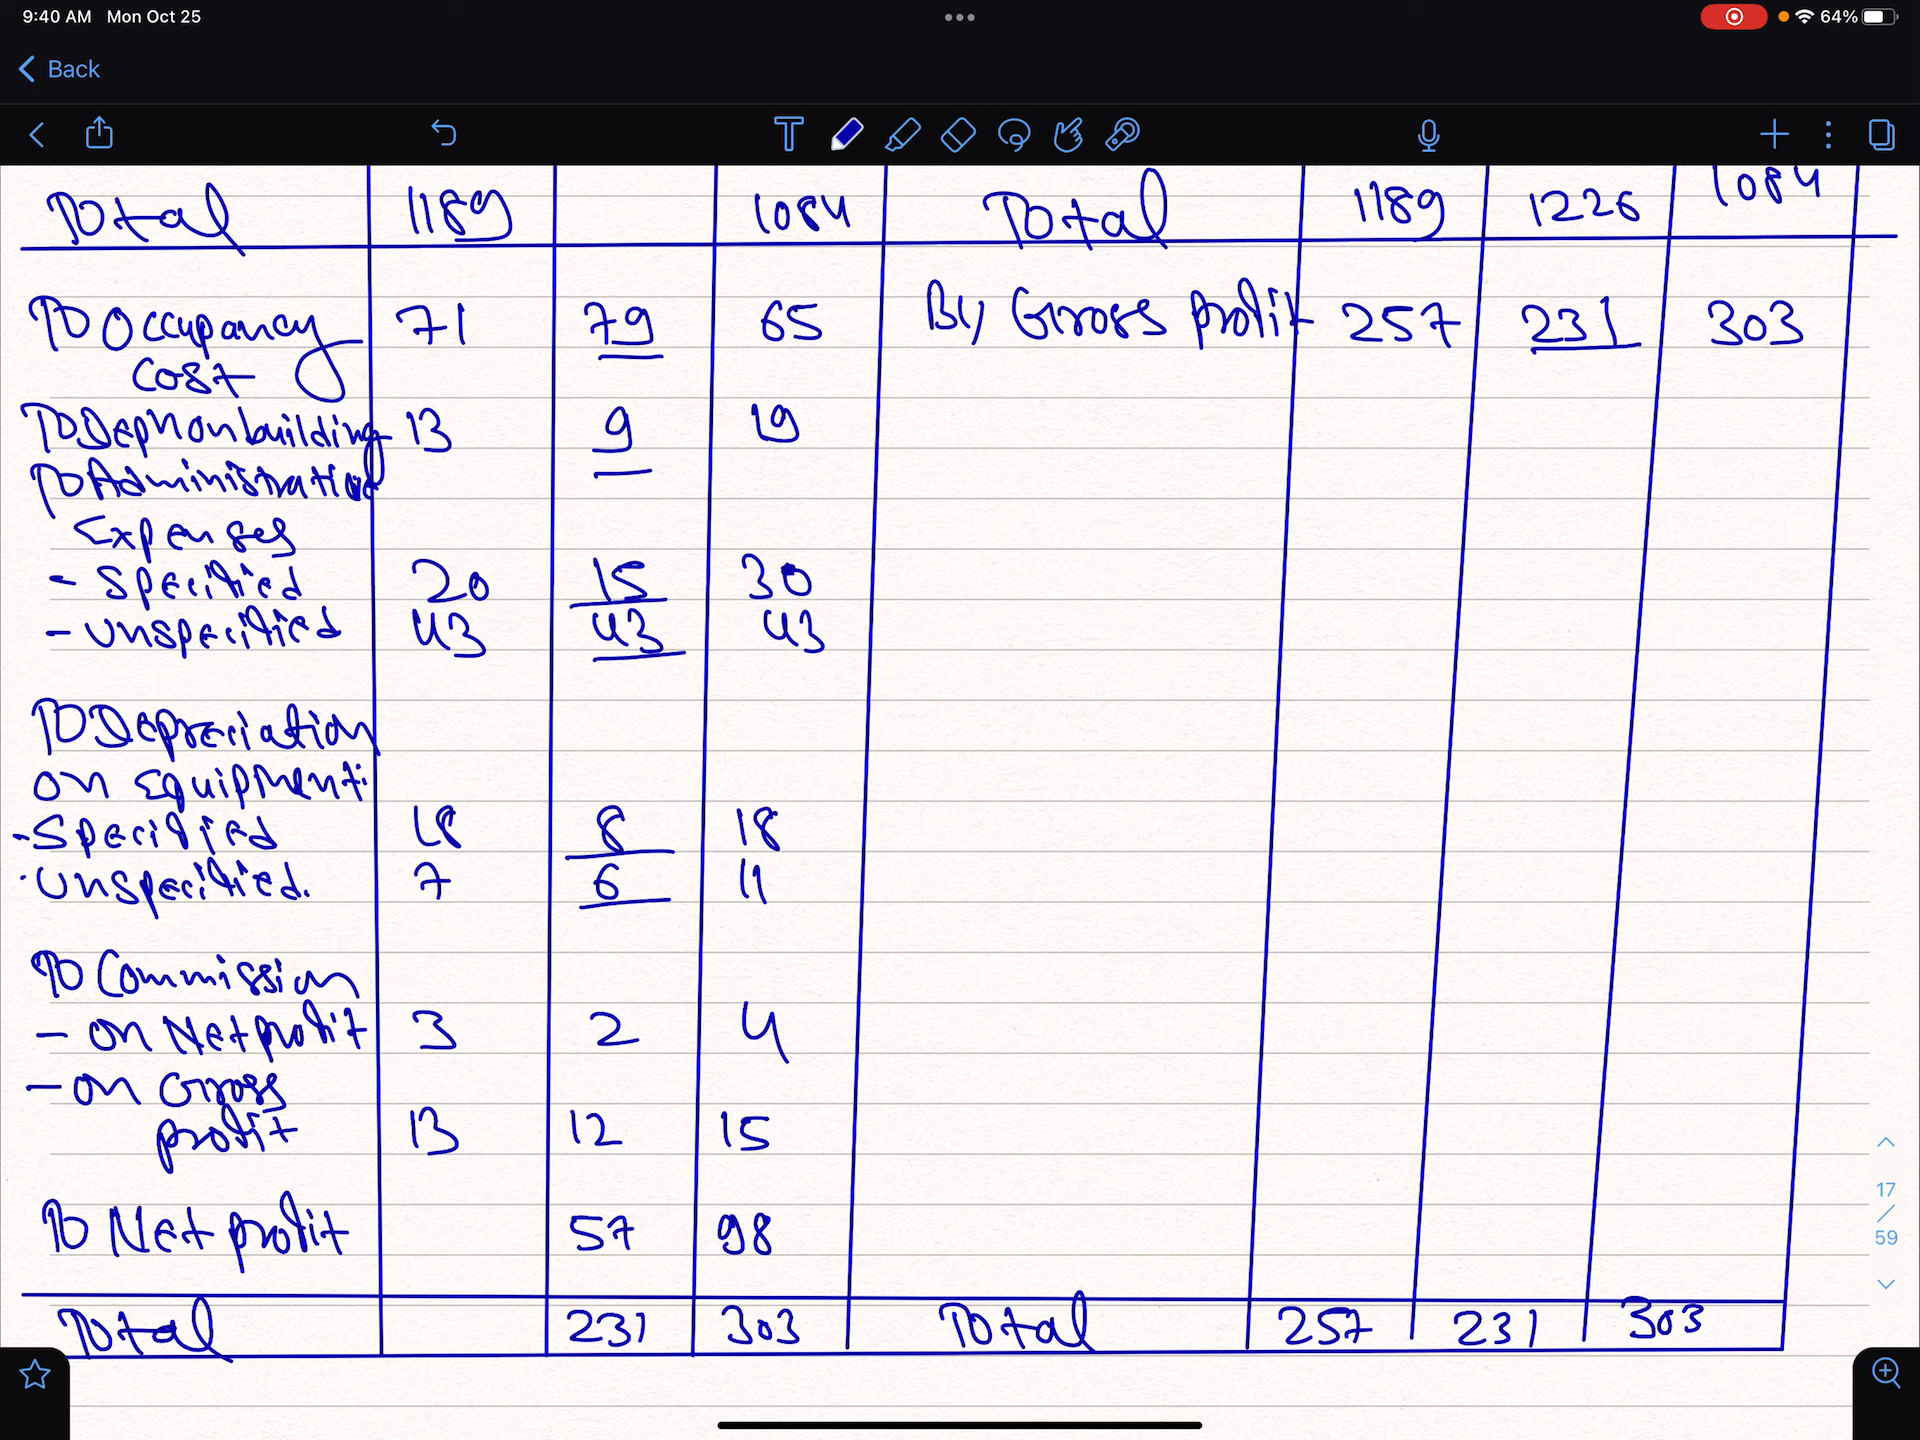 9:40 AM Mon Oct 25
64%
Back
T
Total 1189 1084 Total 1189 1226 1084
To Occupancy 71 79 65 By Gross profit 257 231 303
Cost
To Depn on building 13 9 19
To Administrative
Expenses
- Specified 20 15 30
- Unspecified 43 43 43
To Depreciation
on Equipment:
- Specified 18 8 18
- Unspecified. 7 6 11
To Commission
- on Net profit 3 2 4
- on Gross
profit 13 12 15
To Net profit 57 98
Total 231 303 Total 257 231 303
17
/
59